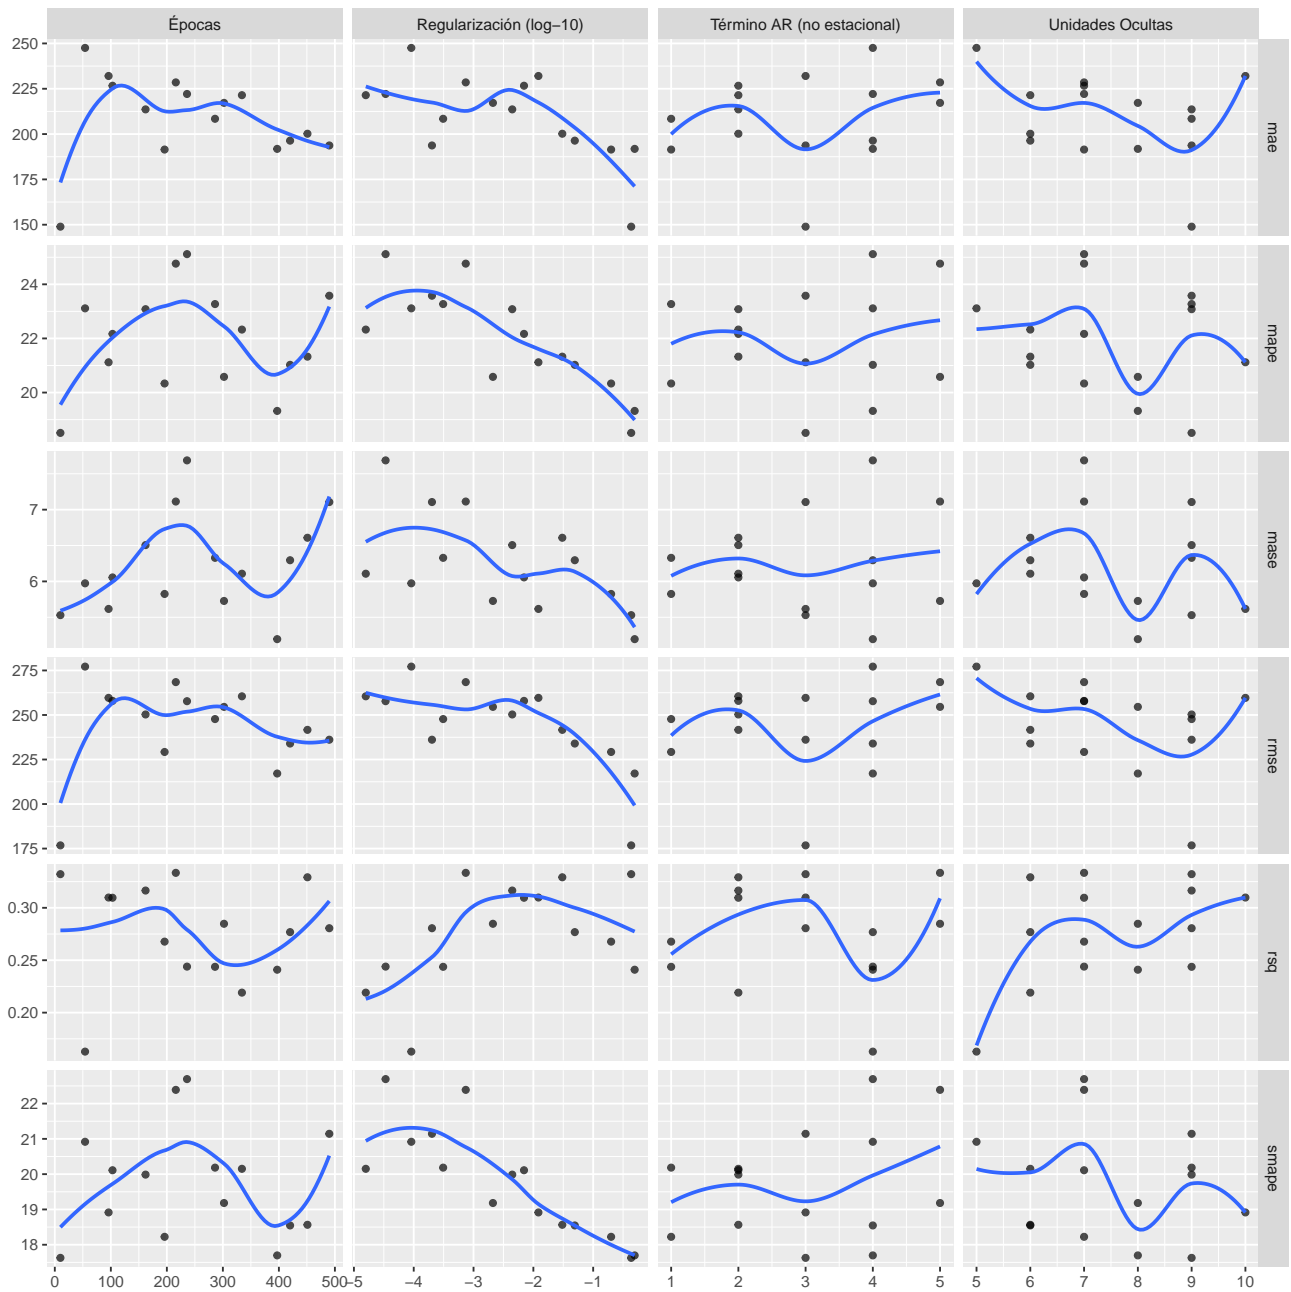 Épocas Regularización (log−10) Término AR (no estacional) Unidades Ocultas
250
225
200
175
150
mae
24
22
20
mape
7
6
mase
275
250
225
200
175
rmse
0.30
0.25
0.20
rsq
22
21
20
19
18
smape
0 100 200 300 400 500 −5 −4 −3 −2 −1 1 2 3 4 5 5 6 7 8 9 10